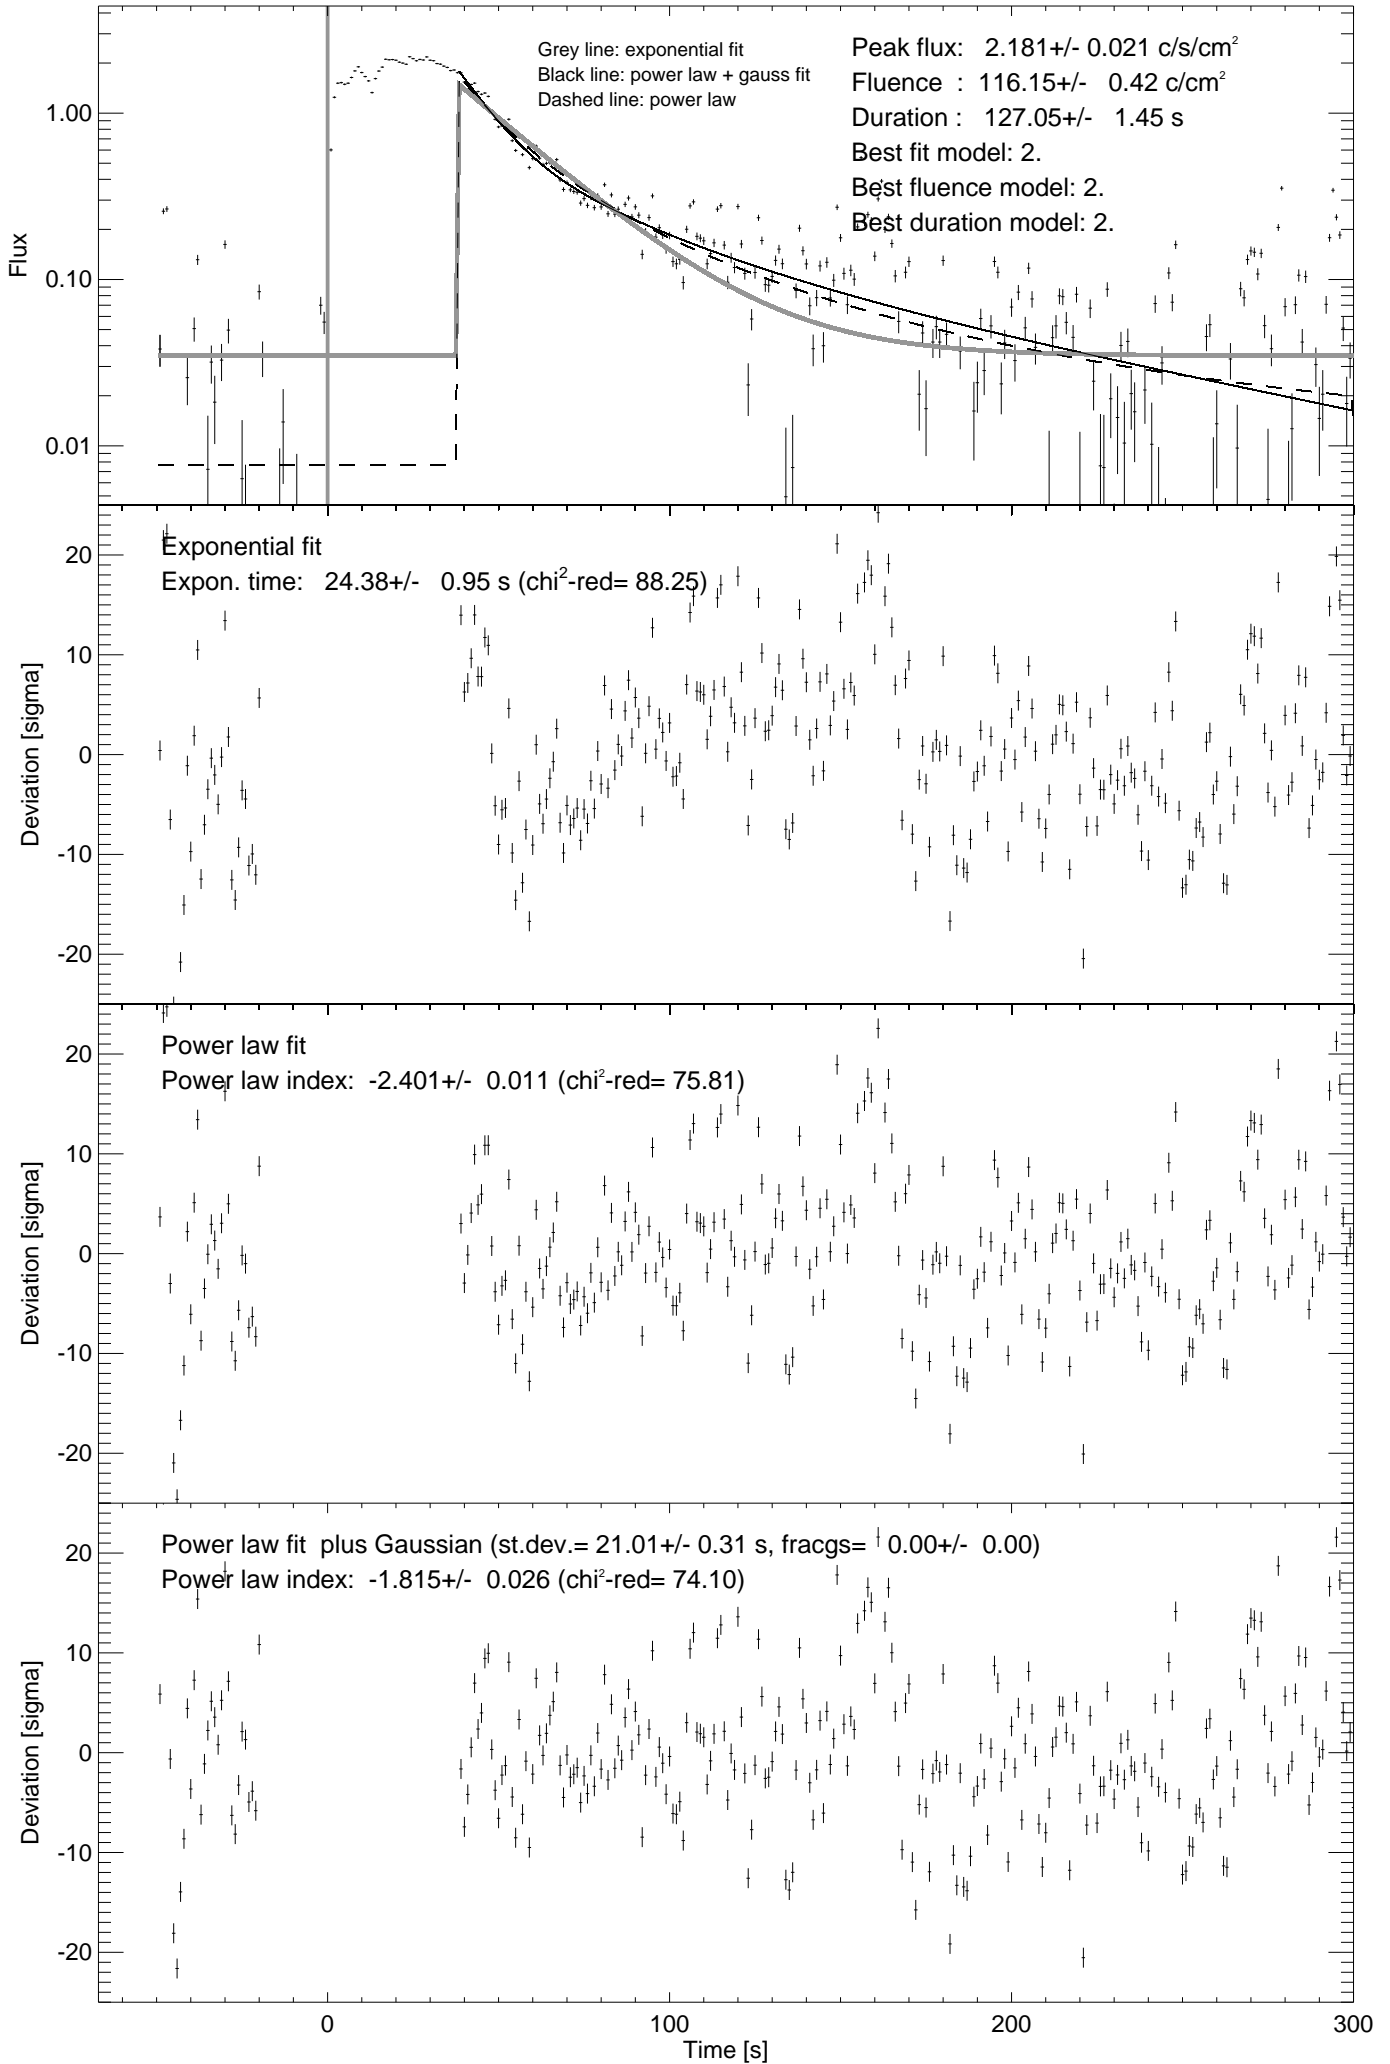 Grey line: exponential fit
Black line: power law + gauss fit
Dashed line: power law
Peak flux: 2.181+/- 0.021 c/s/cm²
Fluence : 116.15+/- 0.42 c/cm²
Duration : 127.05+/- 1.45 s
Best fit model: 2.
Best fluence model: 2.
Best duration model: 2.
1.00
0.10
0.01
Flux
Exponential fit
Expon. time: 24.38+/- 0.95 s (chi²-red= 88.25)
20
10
0
-10
-20
Deviation [sigma]
Power law fit
Power law index: -2.401+/- 0.011 (chi²-red= 75.81)
20
10
0
-10
-20
Deviation [sigma]
Power law fit plus Gaussian (st.dev.= 21.01+/- 0.31 s, fracgs= 0.00+/- 0.00)
Power law index: -1.815+/- 0.026 (chi²-red= 74.10)
20
10
0
-10
-20
Deviation [sigma]
0 100 200 300
Time [s]